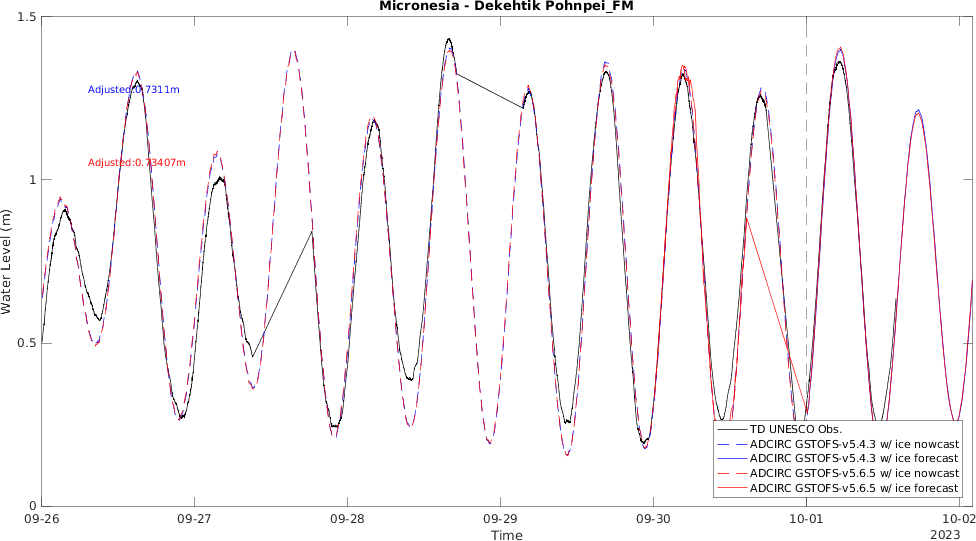 Micronesia - Dekehtik Pohnpei_FM
1.5
1
0.5
0
Water Level (m)
Adjusted:0.7311m
Adjusted:0.73407m
TD UNESCO Obs.
ADCIRC GSTOFS-v5.4.3 w/ ice nowcast
ADCIRC GSTOFS-v5.4.3 w/ ice forecast
ADCIRC GSTOFS-v5.6.5 w/ ice nowcast
ADCIRC GSTOFS-v5.6.5 w/ ice forecast
09-26
09-27
09-28
09-29
09-30
10-01
10-02
Time
2023